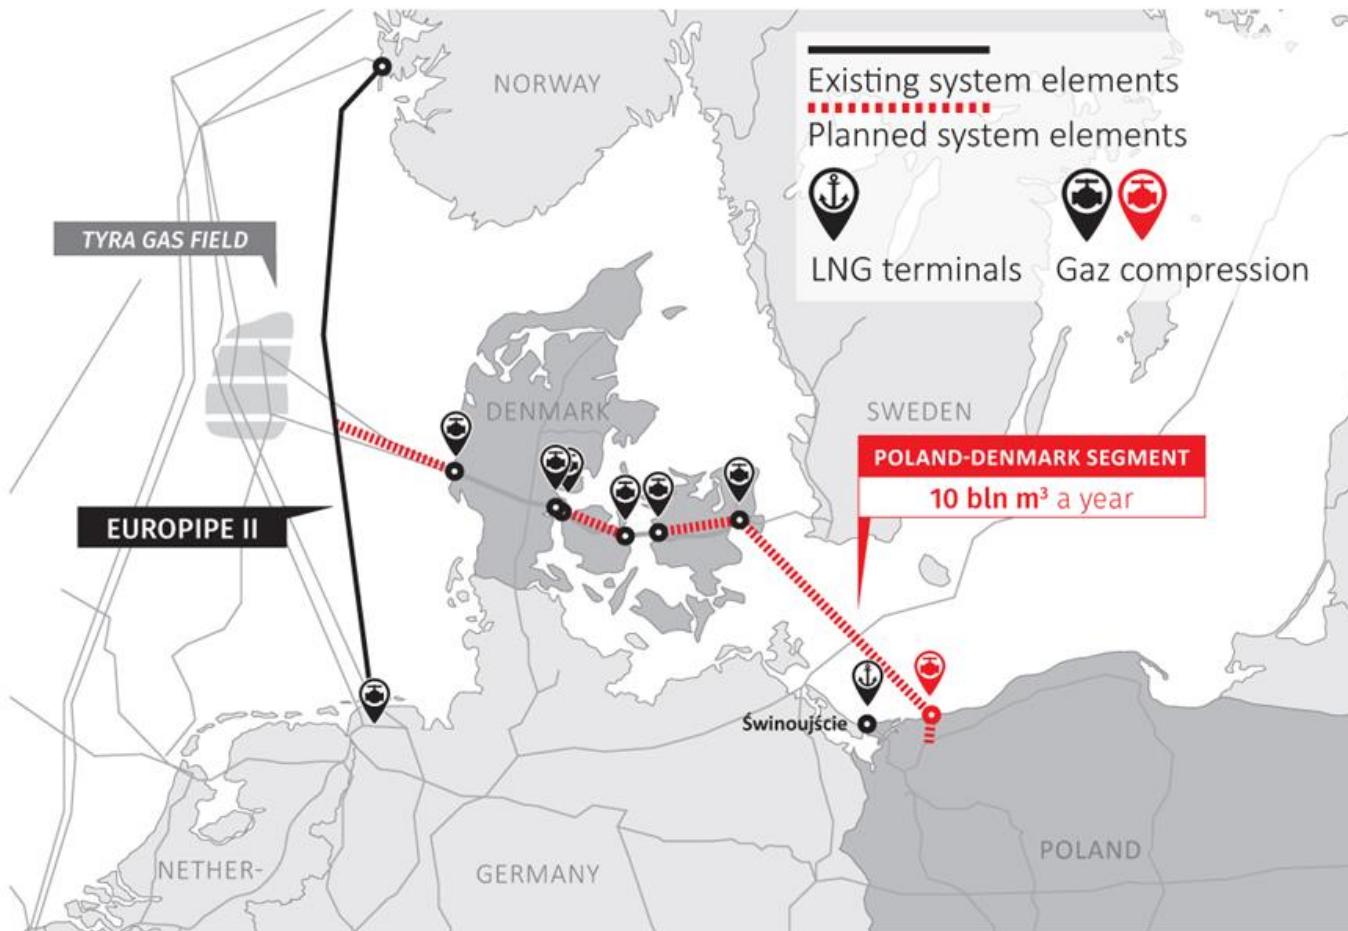 NORWAY
Existing system elements
Planned system elements
LNG terminals
Gaz compression
TYRA GAS FIELD
DENMARK
SWEDEN
POLAND-DENMARK SEGMENT
10 bln m³ a year
EUROPIPE II
Świnoujście
NETHER-
GERMANY
POLAND